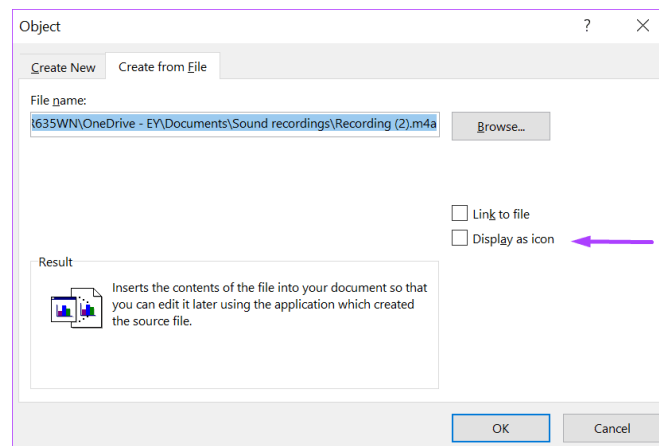 Object ? ×
Create New Create from File
File name:
R635WN\OneDrive - EY\Documents\Sound recordings\Recording (2).m4a
Browse...
Link to file
Display as icon
Result
Inserts the contents of the file into your document so that
you can edit it later using the application which created
the source file.
OK Cancel